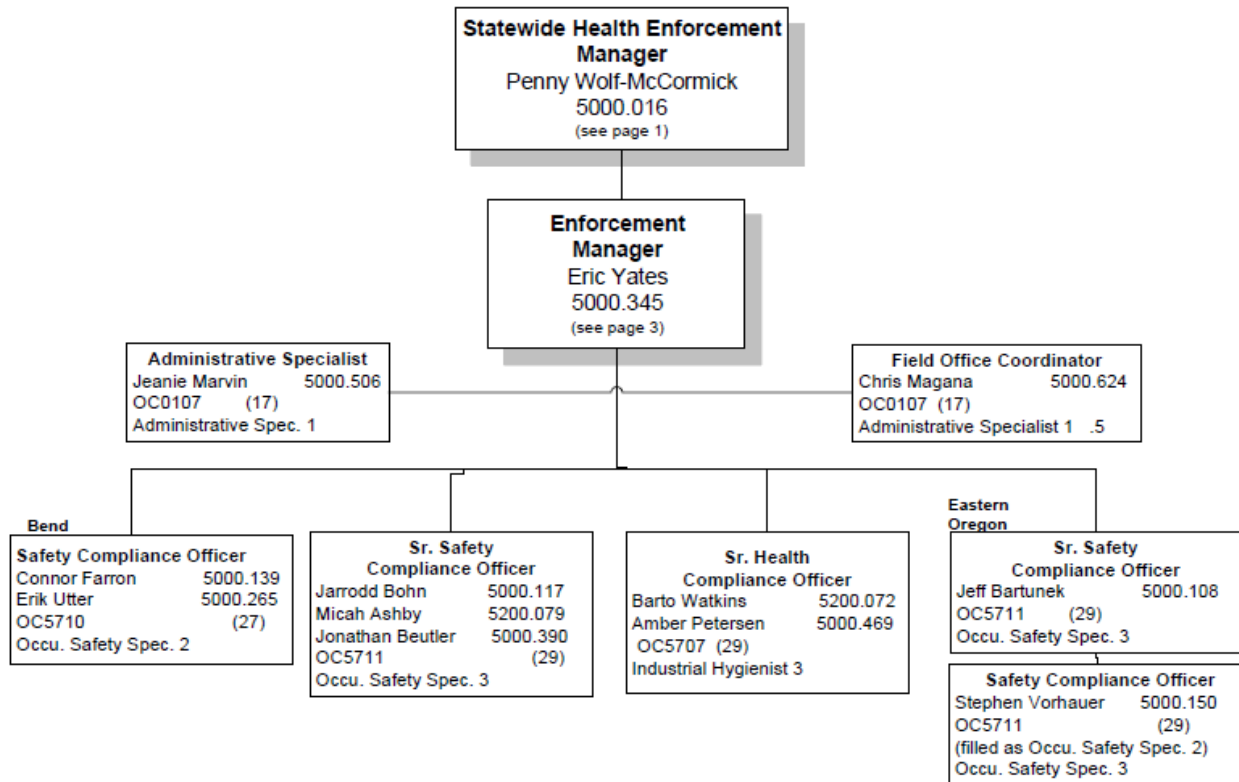 Statewide Health Enforcement
Manager
Penny Wolf-McCormick
5000.016
(see page 1)
Enforcement
Manager
Eric Yates
5000.345
(see page 3)
Administrative Specialist
Jeanie Marvin 5000.506
OC0107 (17)
Administrative Spec. 1
Field Office Coordinator
Chris Magana 5000.624
OC0107 (17)
Administrative Specialist 1 .5
Bend
Safety Compliance Officer
Connor Farron 5000.139
Erik Utter 5000.265
OC5710 (27)
Occu. Safety Spec. 2
Sr. Safety
Compliance Officer
Jarrodd Bohn 5000.117
Micah Ashby 5200.079
Jonathan Beutler 5000.390
OC5711 (29)
Occu. Safety Spec. 3
Sr. Health
Compliance Officer
Barto Watkins 5200.072
Amber Petersen 5000.469
OC5707 (29)
Industrial Hygienist 3
Eastern
Oregon
Sr. Safety
Compliance Officer
Jeff Bartunek 5000.108
OC5711 (29)
Occu. Safety Spec. 3
Safety Compliance Officer
Stephen Vorhauer 5000.150
OC5711 (29)
(filled as Occu. Safety Spec. 2)
Occu. Safety Spec. 3